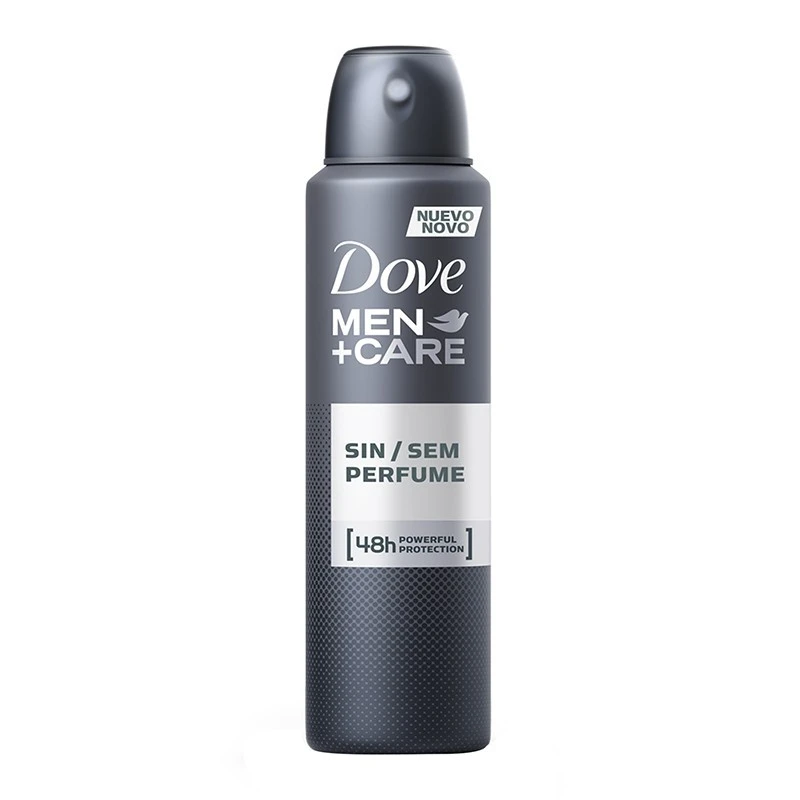 NUEVO
NOVO
Dove
MEN
+CARE
SIN / SEM
PERFUME
[48h POWERFUL
PROTECTION]